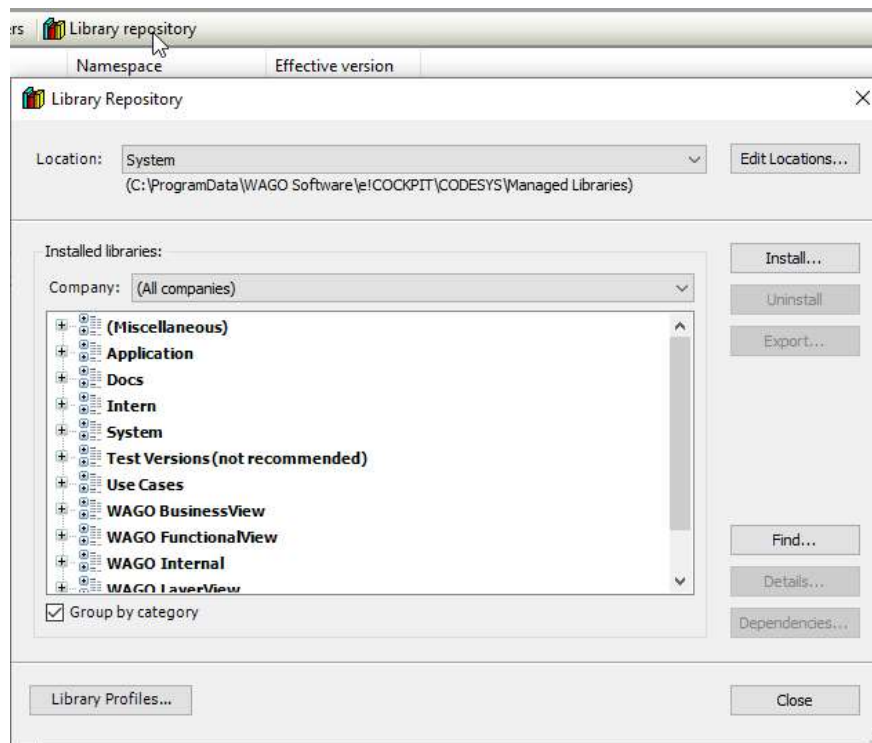 rs Library repository
Namespace Effective version
Library Repository
Location: System Edit Locations...
(C:\ProgramData\WAGO Software\e!COCKPIT\CODESYS\Managed Libraries)
Installed libraries:
Install...
Company: (All companies)
Uninstall
(Miscellaneous)
Export...
Application
Docs
Intern
System
Test Versions (not recommended)
Use Cases
WAGO BusinessView
WAGO FunctionalView
Find...
WAGO Internal
WAGO LayerView
Details...
Group by category
Dependencies...
Library Profiles... Close